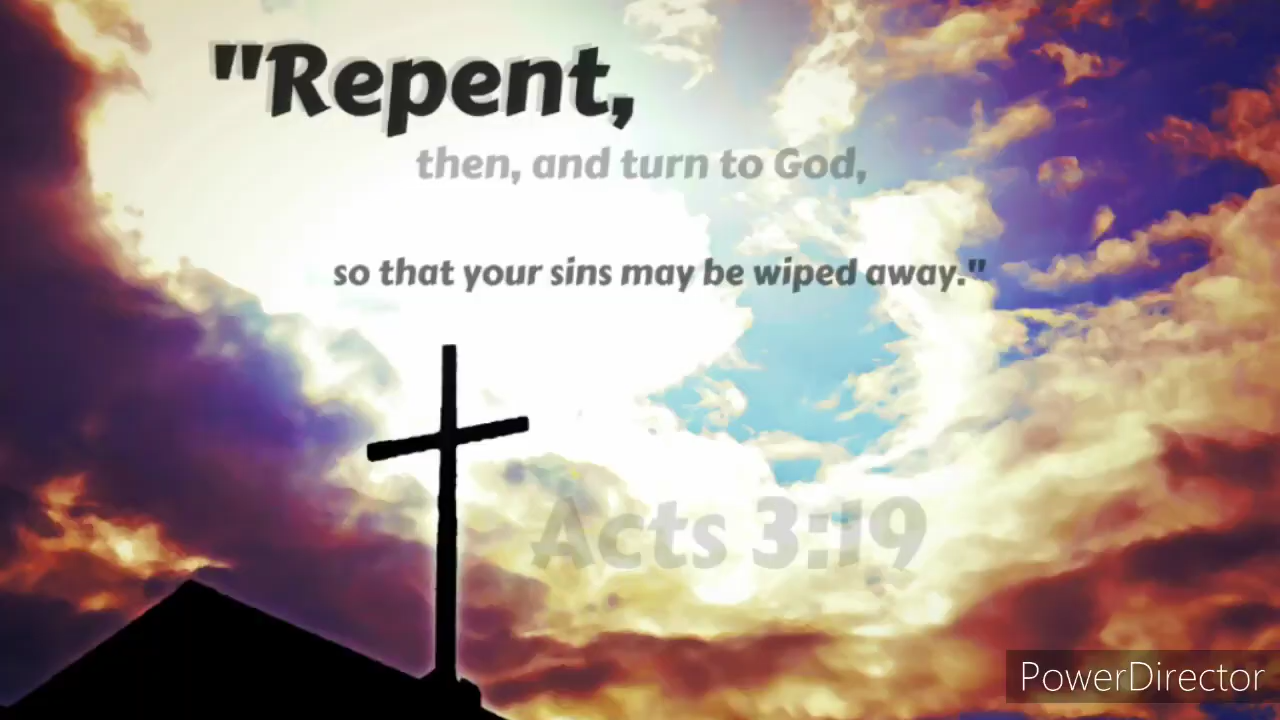 "Repent,
then, and turn to God,
so that your sins may be wiped away."
Acts 3:19
PowerDirector